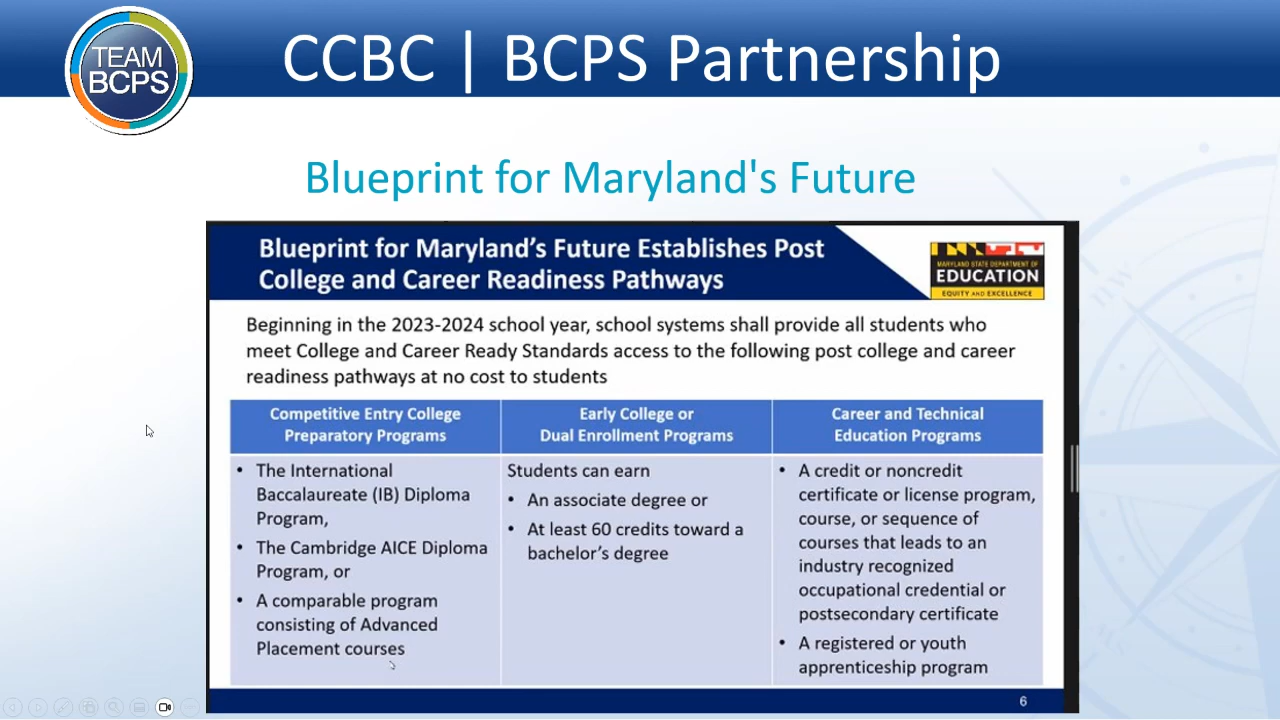 TEAM
BCPS
CCBC | BCPS Partnership
Blueprint for Maryland's Future
Blueprint for Maryland’s Future Establishes Post
College and Career Readiness Pathways
MARYLAND STATE DEPARTMENT OF
EDUCATION
EQUITY AND EXCELLENCE
Beginning in the 2023-2024 school year, school systems shall provide all students who
meet College and Career Ready Standards access to the following post college and career
readiness pathways at no cost to students
Competitive Entry College
Preparatory Programs
• The International
Baccalaureate (IB) Diploma
Program,
• The Cambridge AICE Diploma
Program, or
• A comparable program
consisting of Advanced
Placement courses
Early College or
Dual Enrollment Programs
Students can earn
• An associate degree or
• At least 60 credits toward a
bachelor’s degree
Career and Technical
Education Programs
• A credit or noncredit
certificate or license program,
course, or sequence of
courses that leads to an
industry recognized
occupational credential or
postsecondary certificate
• A registered or youth
apprenticeship program
6